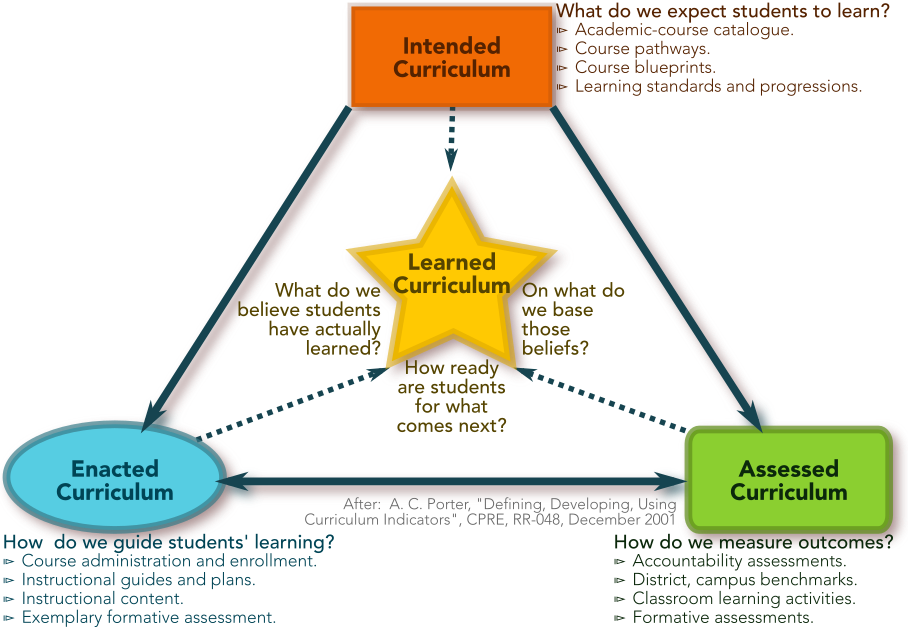 Intended
Curriculum
What do we expect students to learn?
⧐ Academic-course catalogue.
⧐ Course pathways.
⧐ Course blueprints.
⧐ Learning standards and progressions.
Learned
Curriculum
What do we
believe students
have actually
learned?
On what do
we base
those
beliefs?
How ready
are students
for what
comes next?
Enacted
Curriculum
Assessed
Curriculum
After:  A. C. Porter, "Defining, Developing, Using
Curriculum Indicators", CPRE, RR-048, December 2001
How  do we guide students' learning?
⧐ Course administration and enrollment.
⧐ Instructional guides and plans.
⧐ Instructional content.
⧐ Exemplary formative assessment.
How do we measure outcomes?
⧐ Accountability assessments.
⧐ District, campus benchmarks.
⧐ Classroom learning activities.
⧐ Formative assessments.